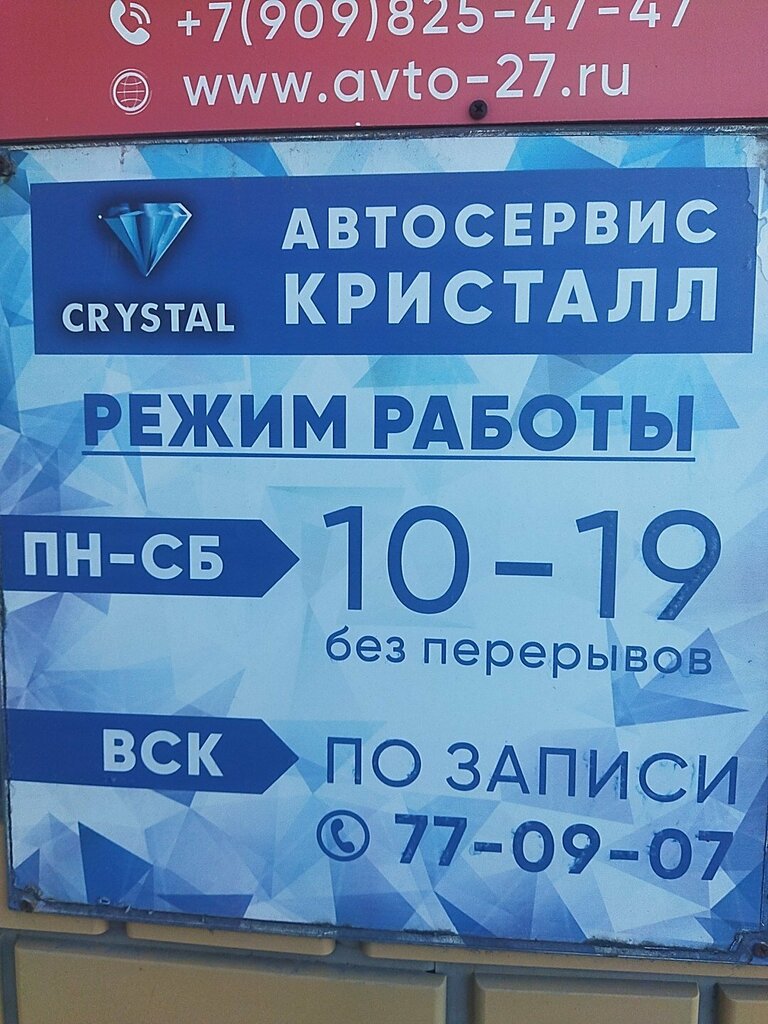 +7(909)825-47-47
www.avto-27.ru
АВТОСЕРВИС
КРИСТАЛЛ
CRYSTAL
РЕЖИМ РАБОТЫ
ПН-СБ 10-19
без перерывов
ВСК ПО ЗАПИСИ
77-09-07